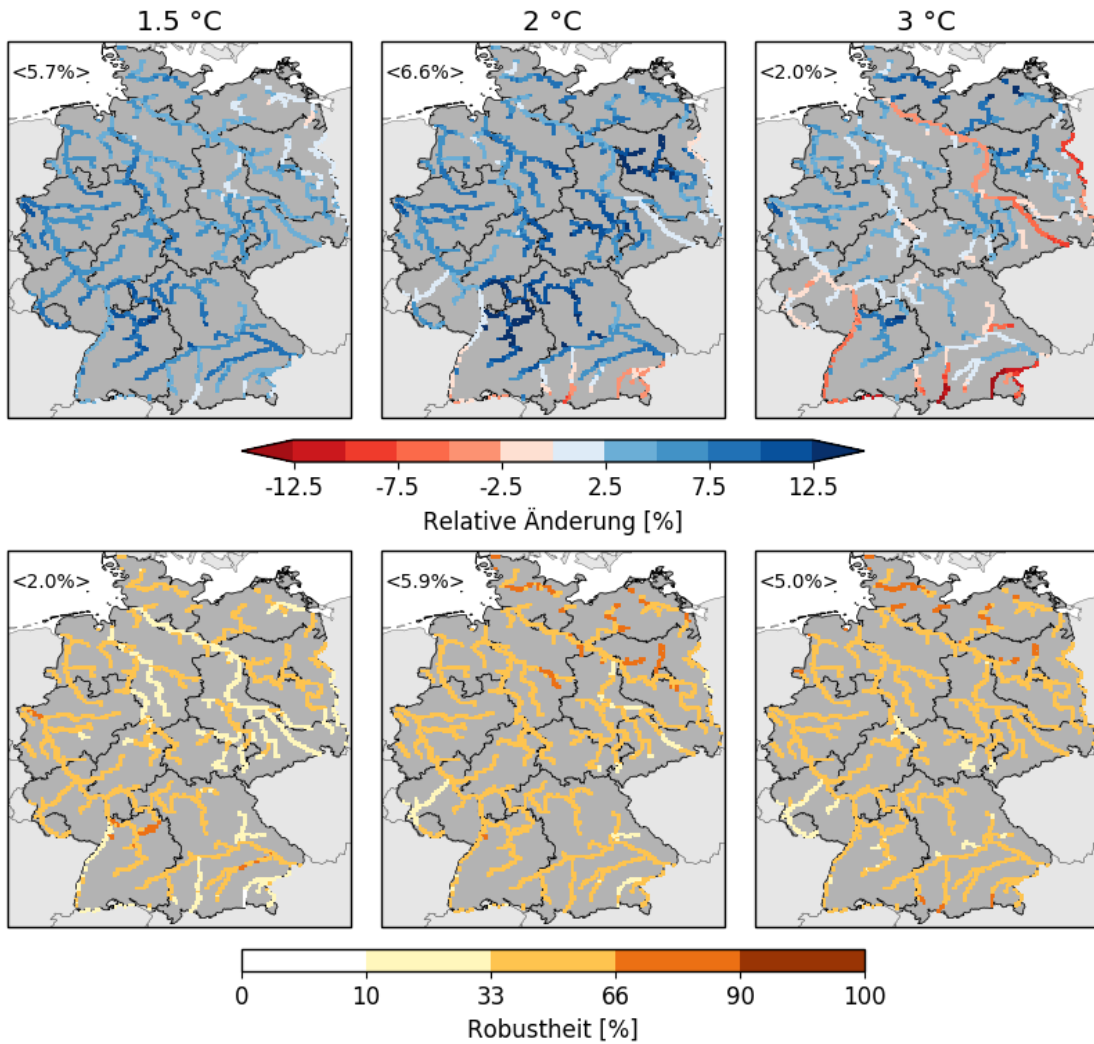 1.5 °C 2 °C 3 °C
<5.7%> <6.6%> <2.0%>
-12.5 -7.5 -2.5 2.5 7.5 12.5
Relative Änderung [%]
<2.0%> <5.9%> <5.0%>
0 10 33 66 90 100
Robustheit [%]